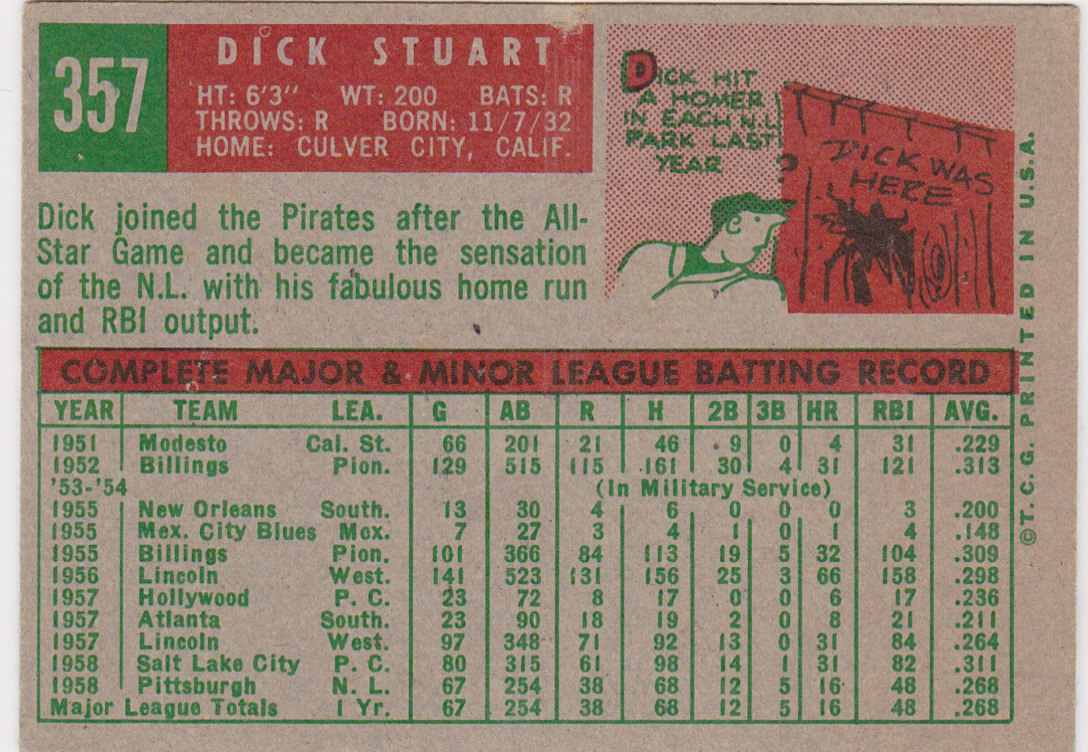 357
DICK STUART
HT: 6'3" WT: 200 BATS: R
THROWS: R BORN: 11/7/32
HOME: CULVER CITY, CALIF.
DICK HIT
A HOMER
IN EACH N.L.
PARK LAST
YEAR
DICK WAS
HERE
Dick joined the Pirates after the All-
Star Game and became the sensation
of the N.L. with his fabulous home run
and RBI output.
COMPLETE MAJOR & MINOR LEAGUE BATTING RECORD
YEAR TEAM LEA. G AB R H 2B 3B HR RBI AVG.
1951 Modesto Cal. St. 66 201 21 46 9 0 4 31 .229
1952 Billings Pion. 129 515 115 161 30 4 31 121 .313
'53-'54 (In Military Service)
1955 New Orleans South. 13 30 4 6 0 0 0 3 .200
1955 Mex. City Blues Mex. 7 27 3 4 1 0 1 4 .148
1955 Billings Pion. 101 366 84 113 19 5 32 104 .309
1956 Lincoln West. 141 523 131 156 25 3 66 158 .298
1957 Hollywood P. C. 23 72 8 17 0 0 6 17 .236
1957 Atlanta South. 23 90 18 19 2 0 8 21 .211
1957 Lincoln West. 97 348 71 92 13 0 31 84 .264
1958 Salt Lake City P. C. 80 315 61 98 14 1 31 82 .311
1958 Pittsburgh N. L. 67 254 38 68 12 5 16 48 .268
Major League Totals 1 Yr. 67 254 38 68 12 5 16 48 .268
©T. C. G. PRINTED IN U.S.A.